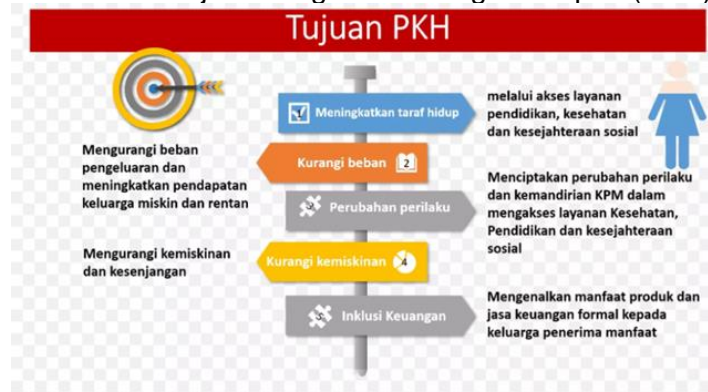 Tujuan PKH
1 Meningkatkan taraf hidup
melalui akses layanan
pendidikan, kesehatan
dan kesejahteraan sosial
Mengurangi beban
pengeluaran dan
meningkatkan pendapatan
keluarga miskin dan rentan
Kurangi beban 2
Perubahan perilaku
Menciptakan perubahan perilaku
dan kemandirian KPM dalam
mengakses layanan Kesehatan,
Pendidikan dan kesejahteraan
sosial
Mengurangi kemiskinan
dan kesenjangan
Kurangi kemiskinan 4
Inklusi Keuangan
Mengenalkan manfaat produk dan
jasa keuangan formal kepada
keluarga penerima manfaat